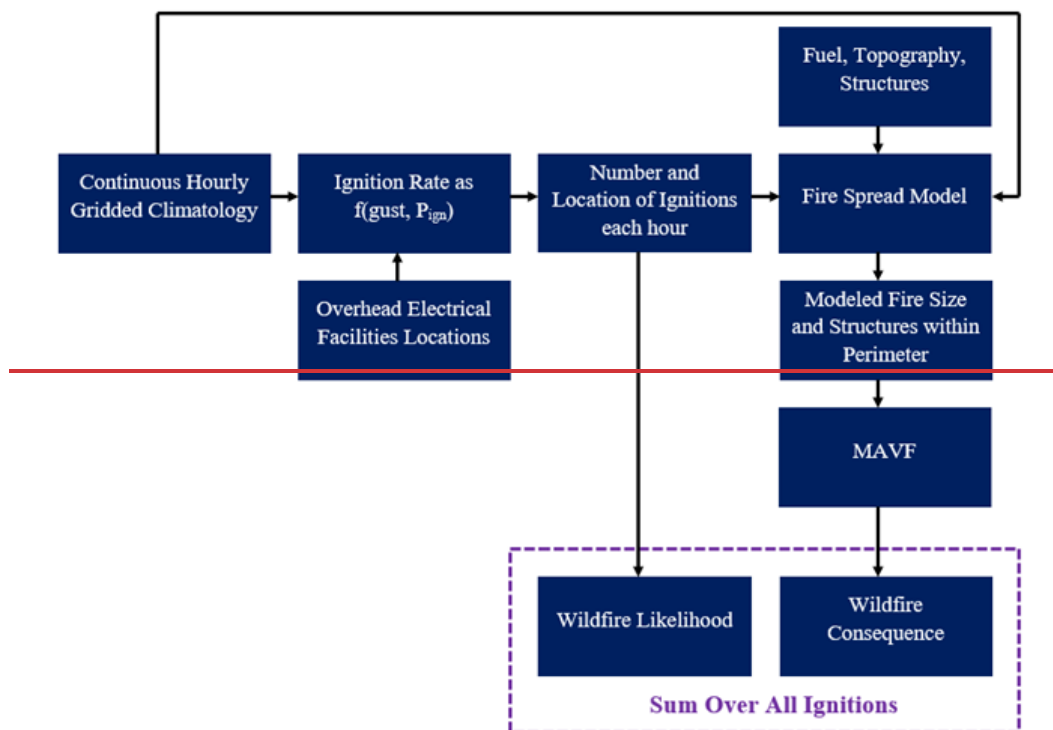 Fuel, Topography,
Structures
Continuous Hourly
Gridded Climatology
Ignition Rate as
f(gust, Pign)
Number and
Location of Ignitions
each hour
Fire Spread Model
Overhead Electrical
Facilities Locations
Modeled Fire Size
and Structures within
Perimeter
MAVF
Wildfire Likelihood
Wildfire
Consequence
Sum Over All Ignitions